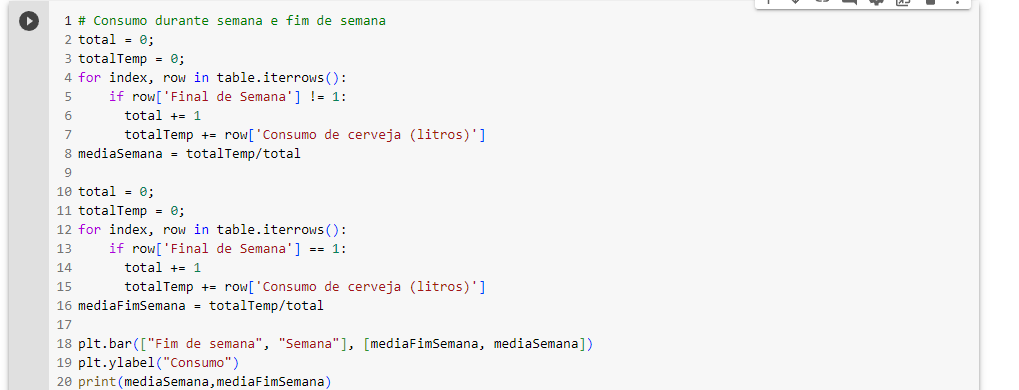 1 # Consumo durante semana e fim de semana
2 total = 0;
3 totalTemp = 0;
4 for index, row in table.iterrows():
5     if row['Final de Semana'] != 1:
6       total += 1
7       totalTemp += row['Consumo de cerveja (litros)']
8 mediaSemana = totalTemp/total
9
10 total = 0;
11 totalTemp = 0;
12 for index, row in table.iterrows():
13     if row['Final de Semana'] == 1:
14       total += 1
15       totalTemp += row['Consumo de cerveja (litros)']
16 mediaFimSemana = totalTemp/total
17
18 plt.bar(["Fim de semana", "Semana"], [mediaFimSemana, mediaSemana])
19 plt.ylabel("Consumo")
20 print(mediaSemana,mediaFimSemana)